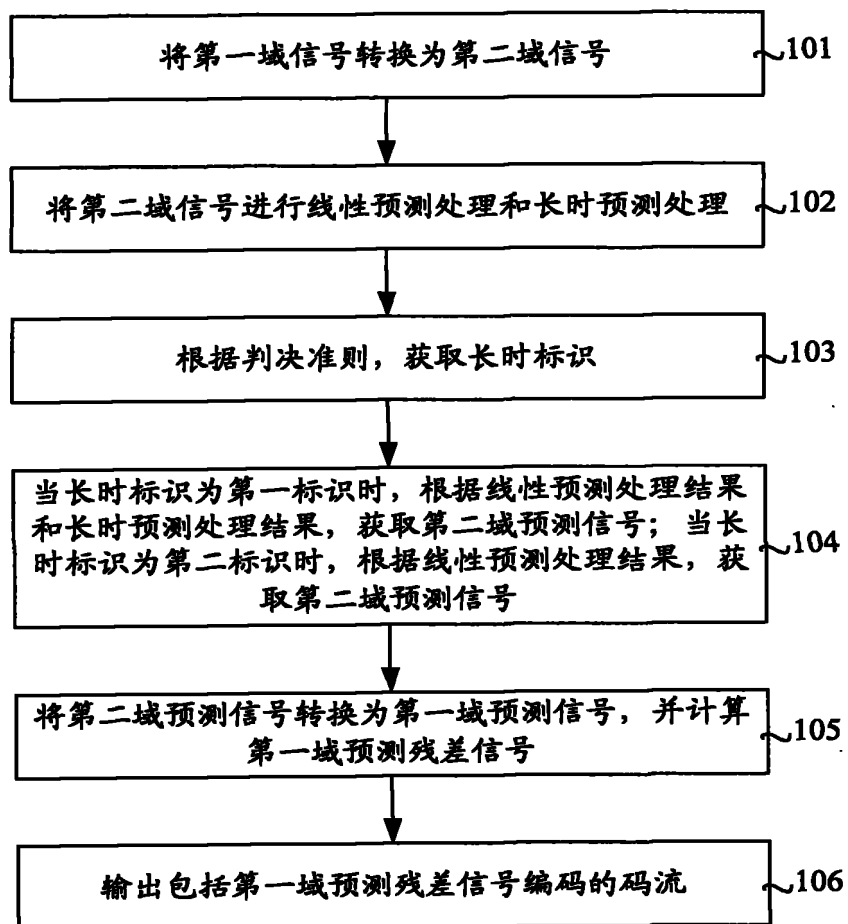 将第一域信号转换为第二域信号
101
将第二域信号进行线性预测处理和长时预测处理
102
根据判决准则，获取长时标识
103
当长时标识为第一标识时，根据线性预测处理结果
和长时预测处理结果，获取第二域预测信号；当长
时标识为第二标识时，根据线性预测处理结果，获
取第二域预测信号
104
将第二域预测信号转换为第一域预测信号，并计算
第一域预测残差信号
105
输出包括第一域预测残差信号编码的码流
106